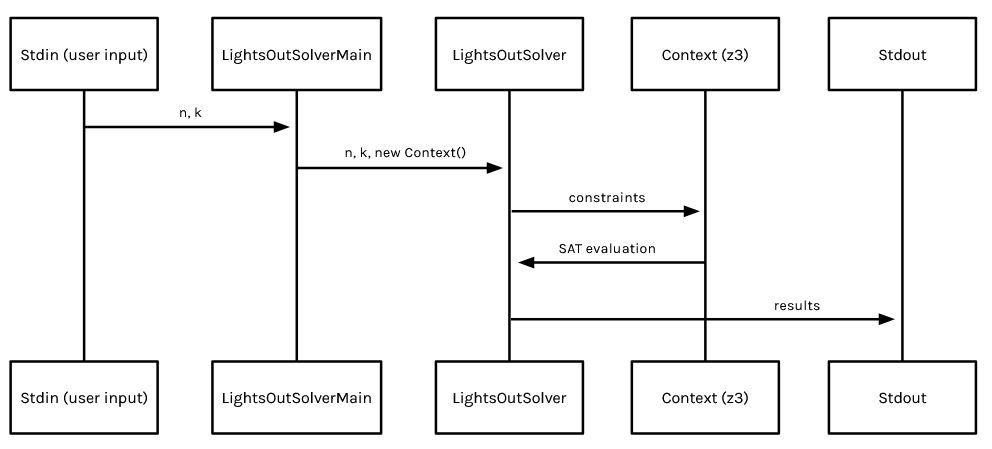 Stdin (user input)
LightsOutSolverMain
LightsOutSolver
Context (z3)
Stdout
n, k
n, k, new Context()
constraints
SAT evaluation
results
Stdin (user input)
LightsOutSolverMain
LightsOutSolver
Context (z3)
Stdout